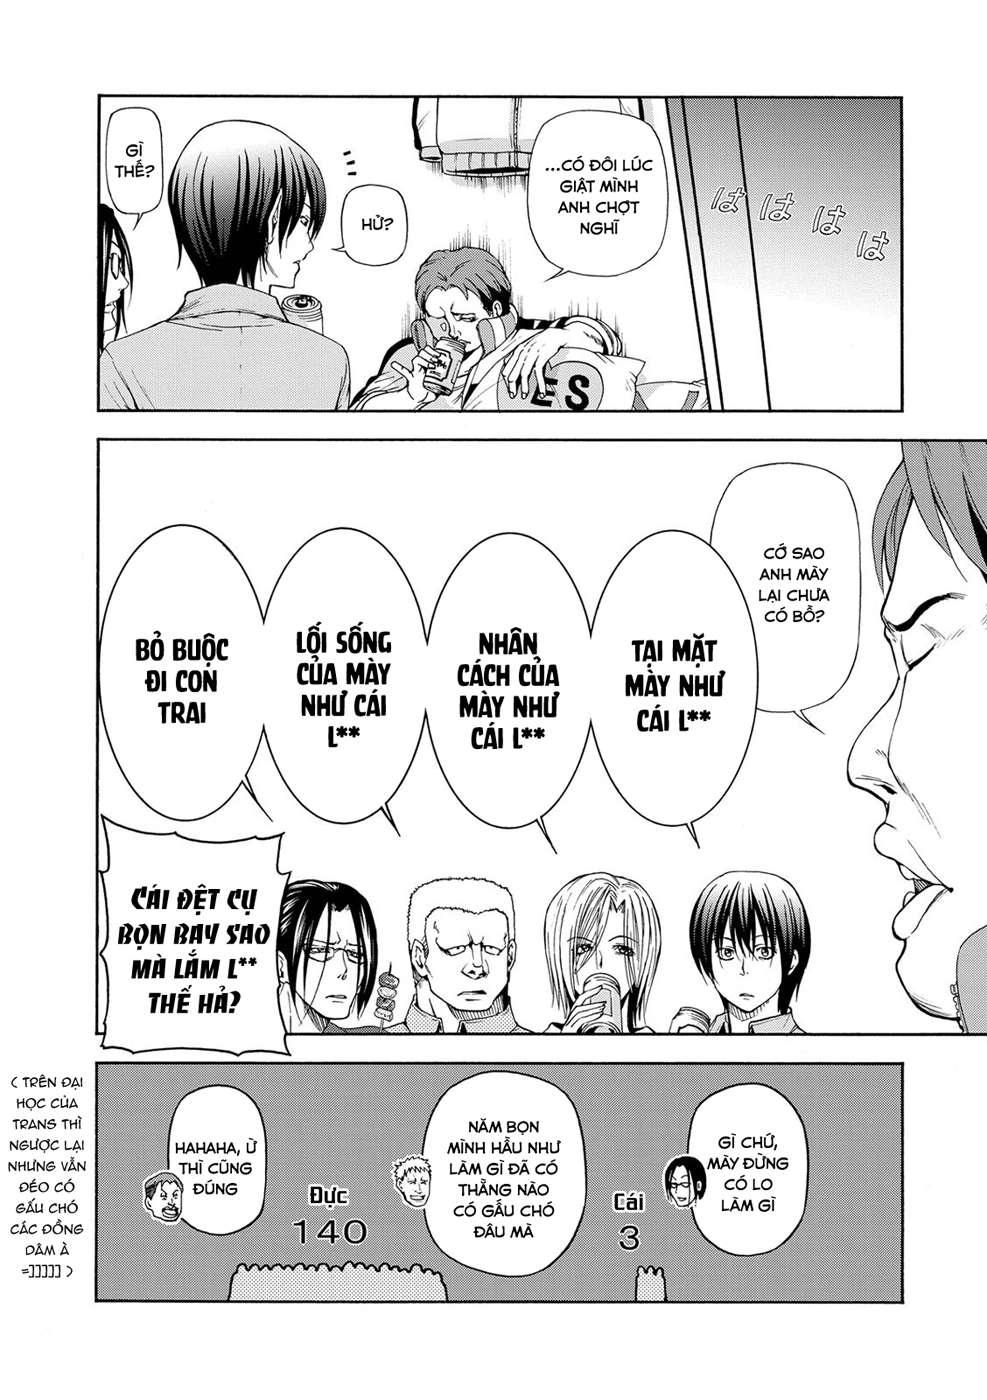 ...CÓ ĐÔI LÚC
GIẬT MÌNH
ANH CHỢT
NGHĨ
はははは
HỬ?
GÌ
THẾ?
CỚ SAO
ANH MÀY
LẠI CHƯA
CÓ BỒ?
TẠI MẶT
MÀY NHƯ
CÁI L**
NHÂN
CÁCH CỦA
MÀY NHƯ
CÁI L**
LỐI SỐNG
CỦA MÀY
NHƯ CÁI
L**
BỎ BUỘC
ĐI CON
TRAI
CÁI ĐỆT CỤ
BỌN BAY SAO
MÀ LẮM L**
THẾ HẢ?
ES
GÌ CHỨ,
MÀY ĐỪNG
CÓ LO
LÀM GÌ
Cái
3
NĂM BỌN
MÌNH HẦU NHƯ
LÀM GÌ ĐÃ CÓ
THẰNG NÀO
CÓ GẤU CHÓ
ĐÂU MÀ
Đực
140
HAHAHA, Ừ
THÌ CŨNG
ĐÚNG
( TRÊN ĐẠI
HỌC CỦA
TRANG THÌ
NGƯỢC LẠI
NHƯNG VẪN
ĐÉO CÓ
GẤU CHÓ
CÁC ĐỒNG
DÂM À
=]]]]] )